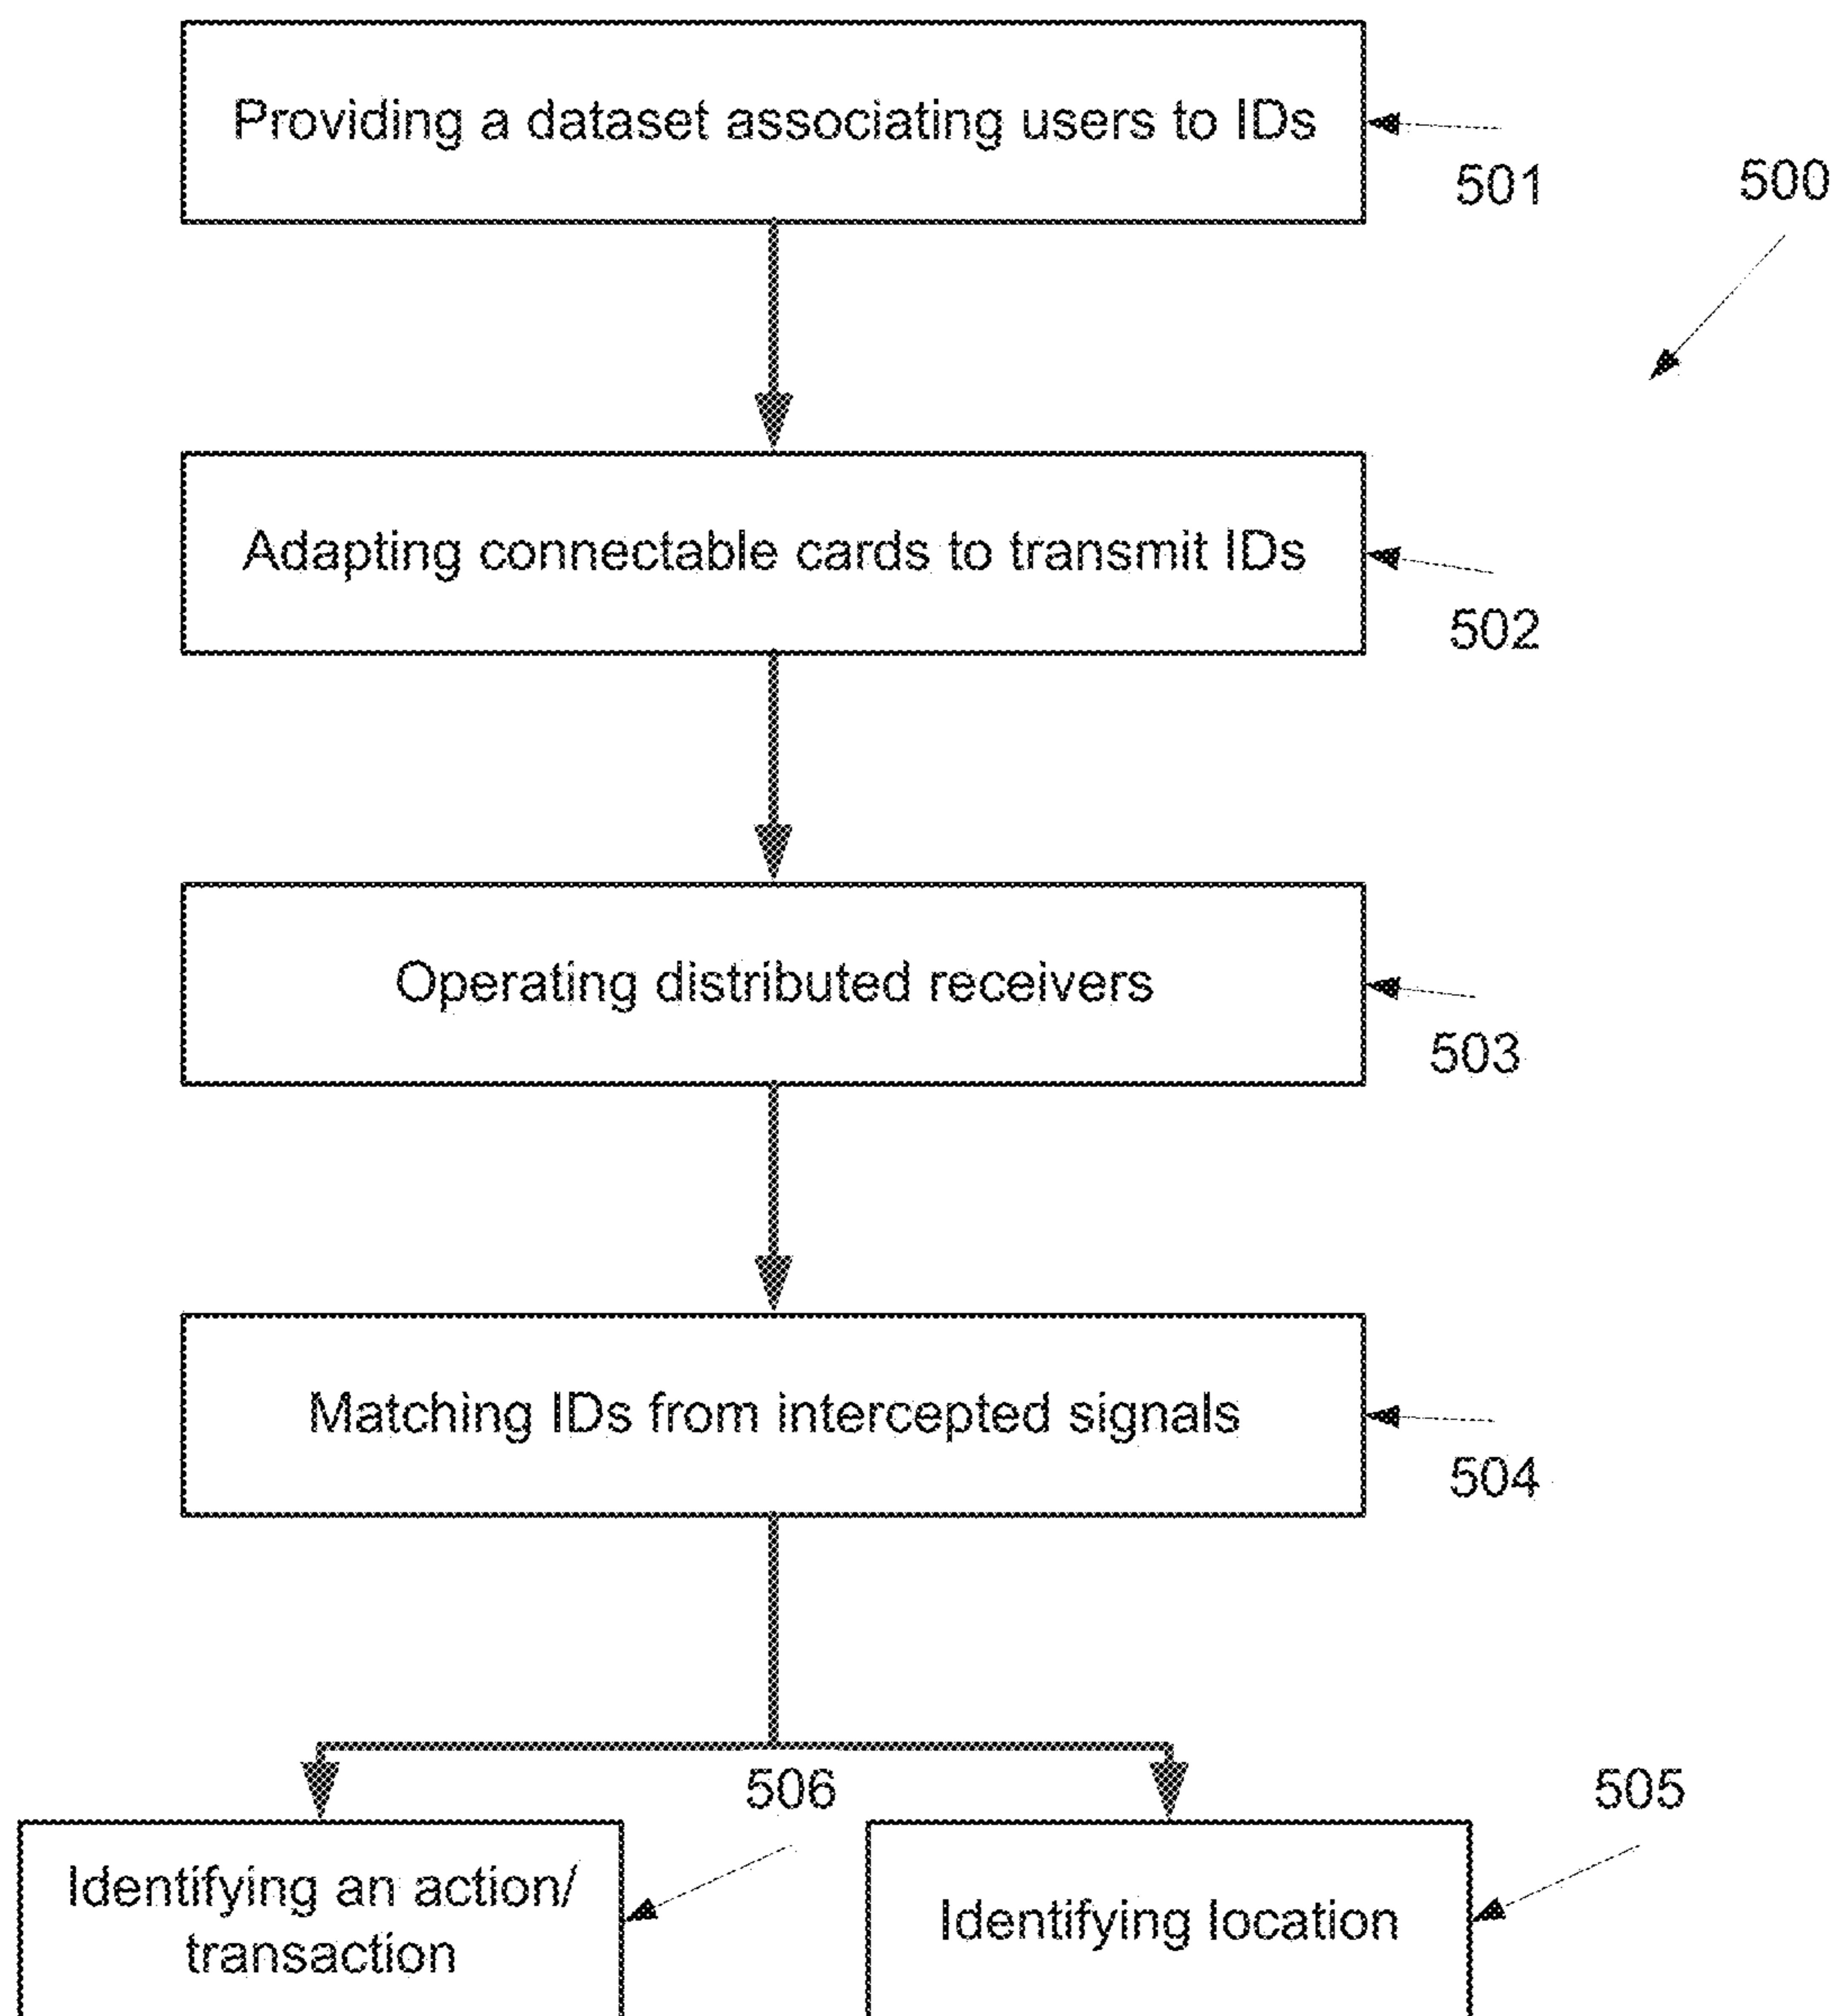 Providing a dataset associating users to IDs
501
500
Adapting connectable cards to transmit IDs
502
Operating distributed receivers
503
Matching IDs from intercepted signals
504
506
505
Identifying an action/
transaction
Identifying location